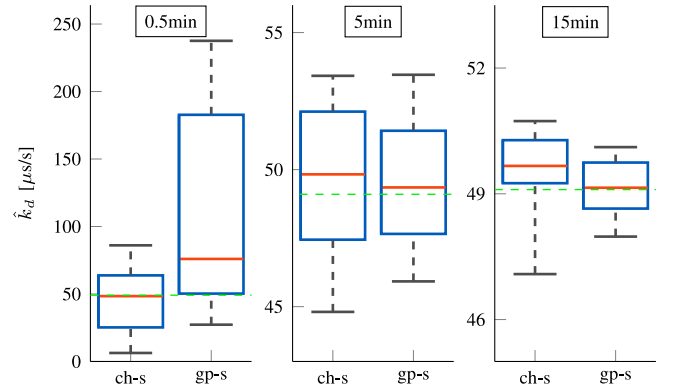 0.5min
5min
15min
250
200
150
100
50
0
55
50
45
52
49
46
k̂_d [μs/s]
ch-s gp-s
ch-s gp-s
ch-s gp-s